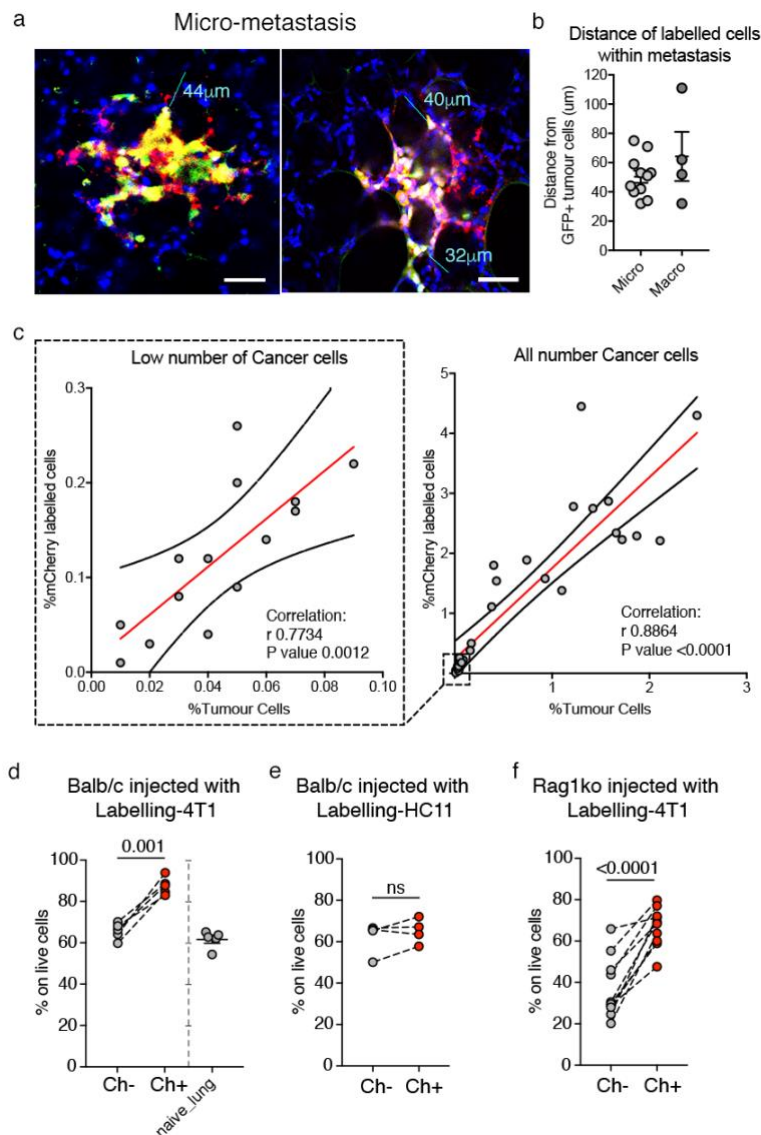 a
Micro-metastasis
44μm
40μm
32μm
b
Distance of labelled cells
within metastasis
Distance from
GFP+ tumour cells (um)
120
100
80
60
40
20
0
Micro
Macro
c
Low number of Cancer cells
%mCherry labelled cells
0.3
0.2
0.1
0.0
0.00
0.02
0.04
0.06
0.08
0.10
%Tumour Cells
Correlation:
r 0.7734
P value 0.0012
All number Cancer cells
%mCherry labelled cells
5
4
3
2
1
1
2
3
%Tumour Cells
Correlation:
r 0.8864
P value <0.0001
d
Balb/c injected with
Labelling-4T1
0.001
% on live cells
100
80
60
40
20
0
Ch-
Ch+
naive_lung
e
Balb/c injected with
Labelling-HC11
ns
% on live cells
100
80
60
40
20
0
Ch-
Ch+
f
Rag1ko injected with
Labelling-4T1
<0.0001
% on live cells
100
80
60
40
20
0
Ch-
Ch+